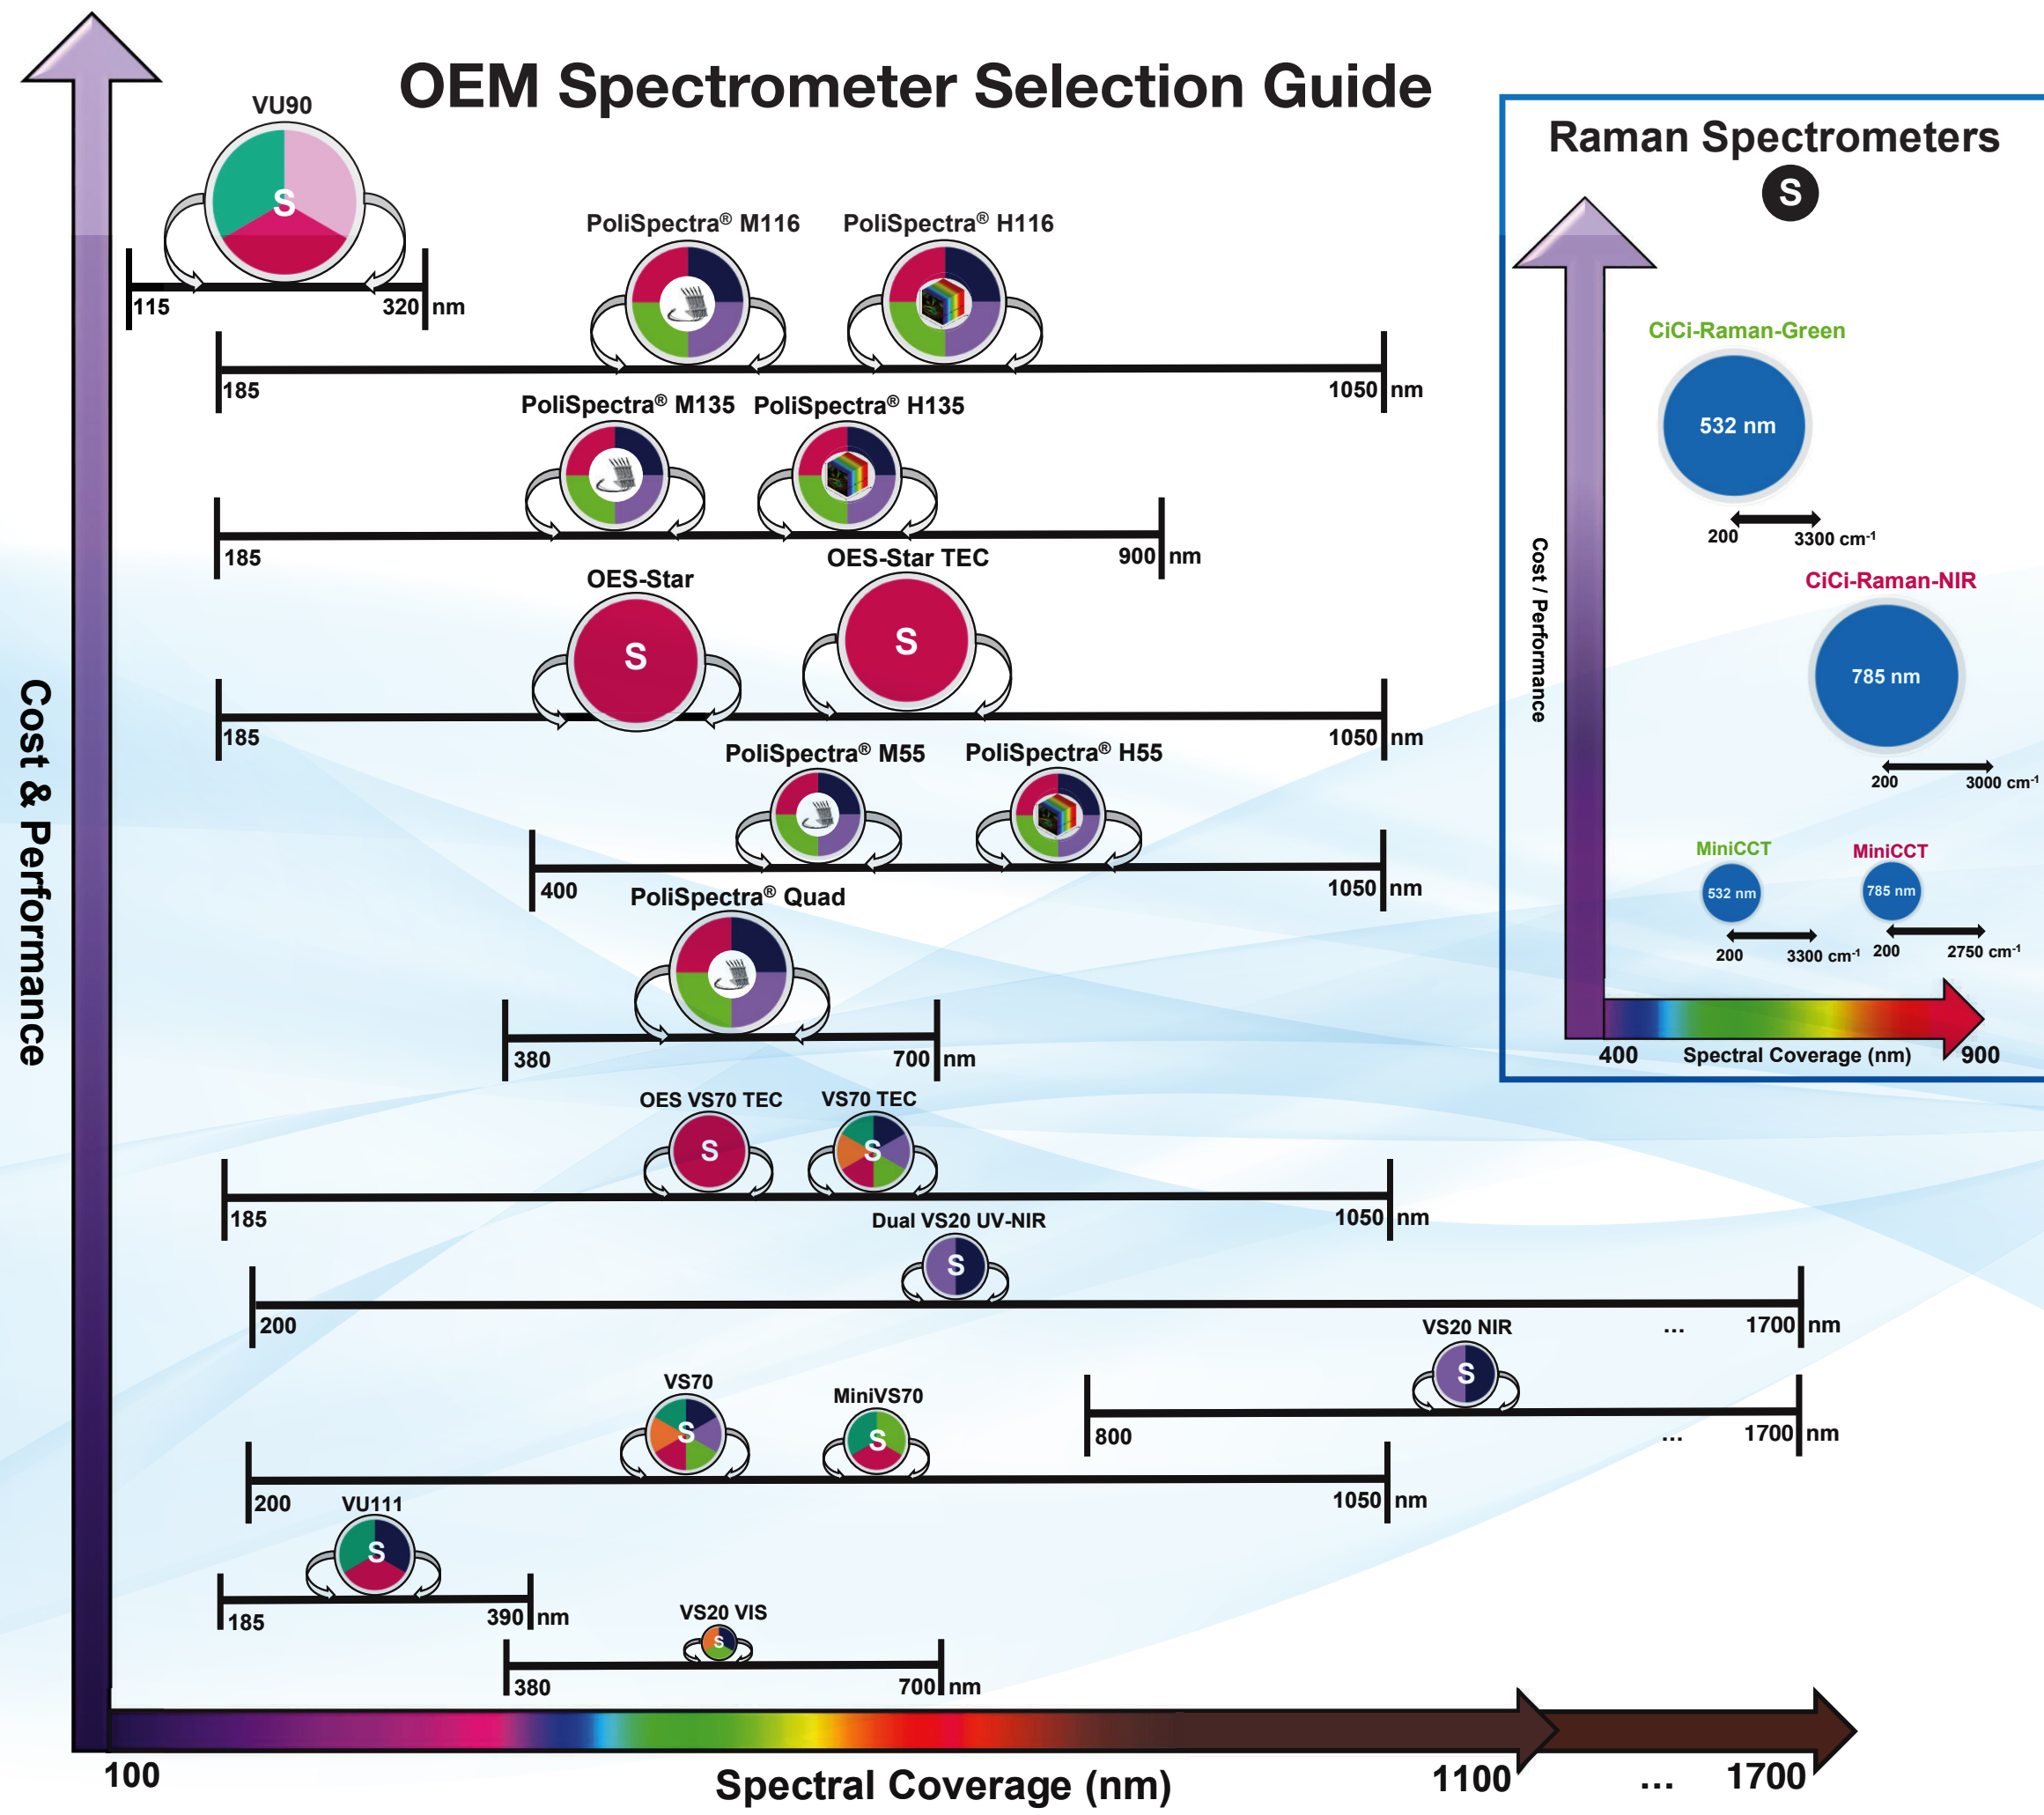 OEM Spectrometer Selection Guide
Cost & Performance
VU90
S
115
320 nm
PoliSpectra® M116
PoliSpectra® H116
185
1050 nm
PoliSpectra® M135
PoliSpectra® H135
185
900 nm
OES-Star
S
OES-Star TEC
S
185
1050 nm
PoliSpectra® M55
PoliSpectra® H55
400
1050 nm
PoliSpectra® Quad
380
700 nm
OES VS70 TEC
S
VS70 TEC
S
185
1050 nm
Dual VS20 UV-NIR
S
200
... 1700 nm
VS20 NIR
S
800
... 1700 nm
VS70
S
MiniVS70
S
200
1050 nm
VU111
S
185
390 nm
VS20 VIS
S
380
700 nm
100
Spectral Coverage (nm)
1100 ... 1700
Raman Spectrometers
S
Cost / Performance
CiCi-Raman-Green
532 nm
200 3300 cm-1
CiCi-Raman-NIR
785 nm
200 3000 cm-1
MiniCCT
532 nm
200 3300 cm-1
MiniCCT
785 nm
200 2750 cm-1
400 Spectral Coverage (nm) 900